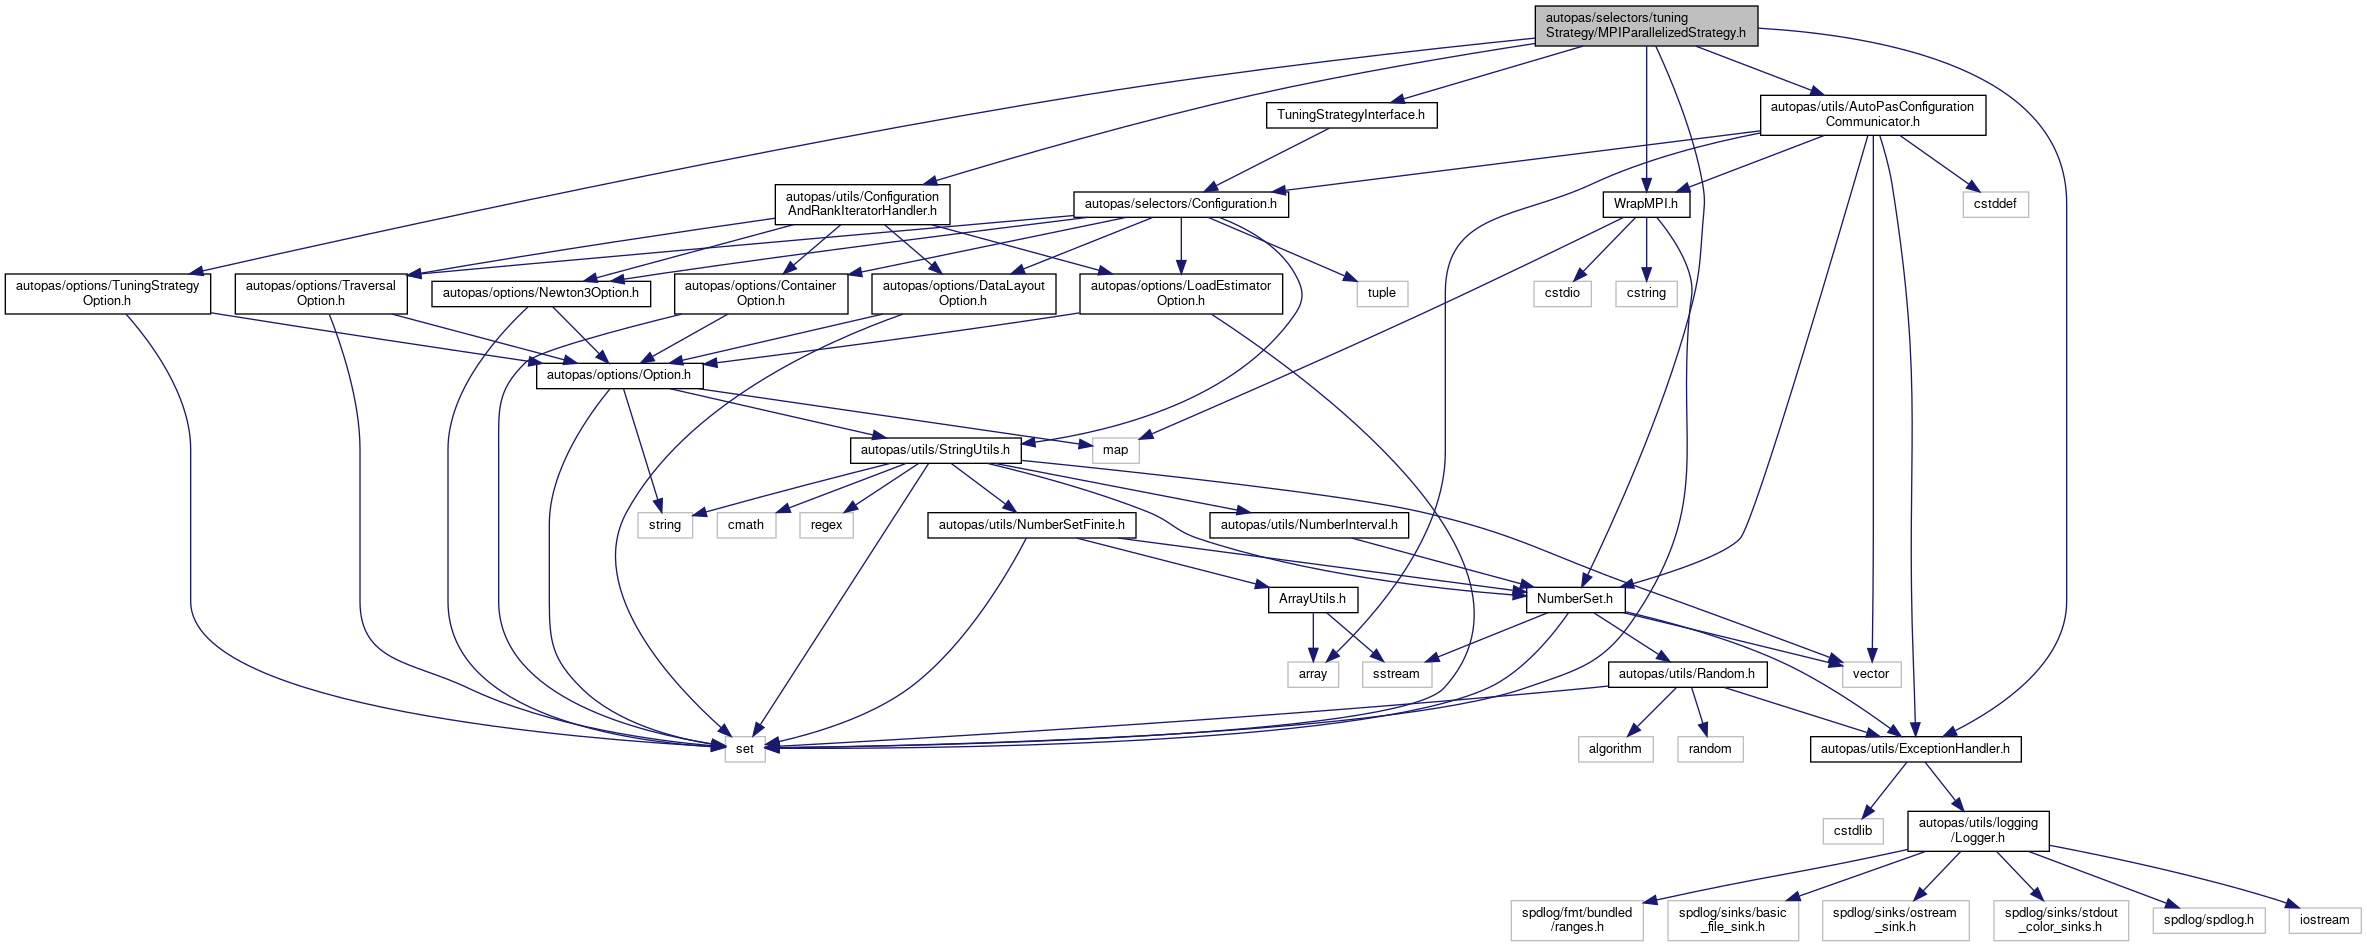 autopas/selectors/tuning
Strategy/MPIParallelizedStrategy.h
TuningStrategyInterface.h
autopas/utils/AutoPasConfiguration
Communicator.h
autopas/utils/Configuration
AndRankIteratorHandler.h
autopas/selectors/Configuration.h
WrapMPI.h
cstddef
autopas/options/TuningStrategy
Option.h
autopas/options/Traversal
Option.h
autopas/options/Newton3Option.h
autopas/options/Container
Option.h
autopas/options/DataLayout
Option.h
autopas/options/LoadEstimator
Option.h
tuple
cstdio
cstring
autopas/options/Option.h
autopas/utils/StringUtils.h
map
string
cmath
regex
autopas/utils/NumberSetFinite.h
autopas/utils/NumberInterval.h
ArrayUtils.h
NumberSet.h
array
sstream
autopas/utils/Random.h
vector
set
algorithm
random
autopas/utils/ExceptionHandler.h
cstdlib
autopas/utils/logging
/Logger.h
spdlog/fmt/bundled
/ranges.h
spdlog/sinks/basic
_file_sink.h
spdlog/sinks/ostream
_sink.h
spdlog/sinks/stdout
_color_sinks.h
spdlog/spdlog.h
iostream